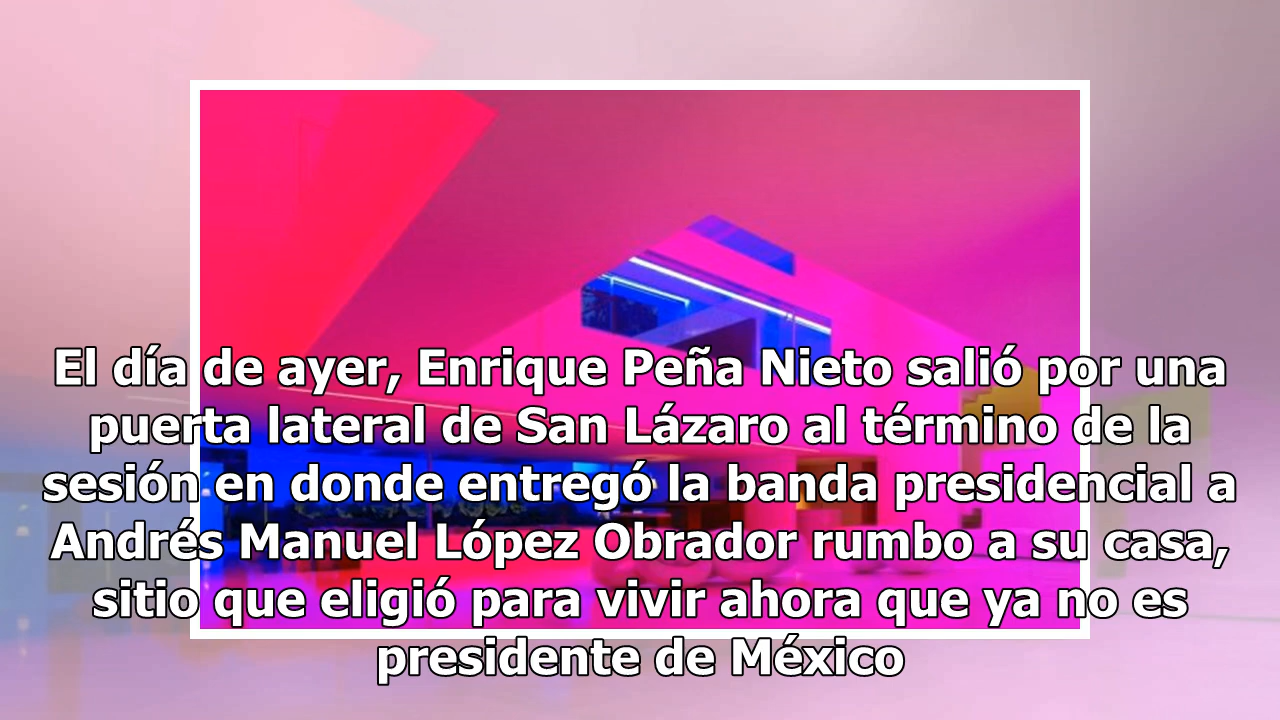 El día de ayer, Enrique Peña Nieto salió por una
puerta lateral de San Lázaro al término de la
sesión en donde entregó la banda presidencial a
Andrés Manuel López Obrador rumbo a su casa,
sitio que eligió para vivir ahora que ya no es
presidente de México